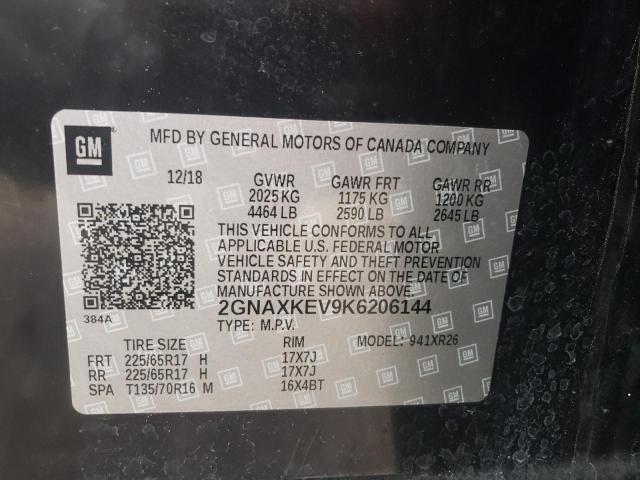 GM
MFD BY GENERAL MOTORS OF CANADA COMPANY
12/18 GVWR GAWR FRT GAWR RR
2025 KG 1175 KG 1200 KG
4464 LB 2590 LB 2645 LB
THIS VEHICLE CONFORMS TO ALL
APPLICABLE U.S. FEDERAL MOTOR
VEHICLE SAFETY AND THEFT PREVENTION
STANDARDS IN EFFECT ON THE DATE OF
MANUFACTURE SHOWN ABOVE.
384A
2GNAXKEV9K6206144
TYPE: M.P.V.
TIRE SIZE RIM MODEL: 941XR26
FRT 225/65R17 H 17X7J
RR 225/65R17 H 17X7J
SPA T135/70R16 M 16X4BT